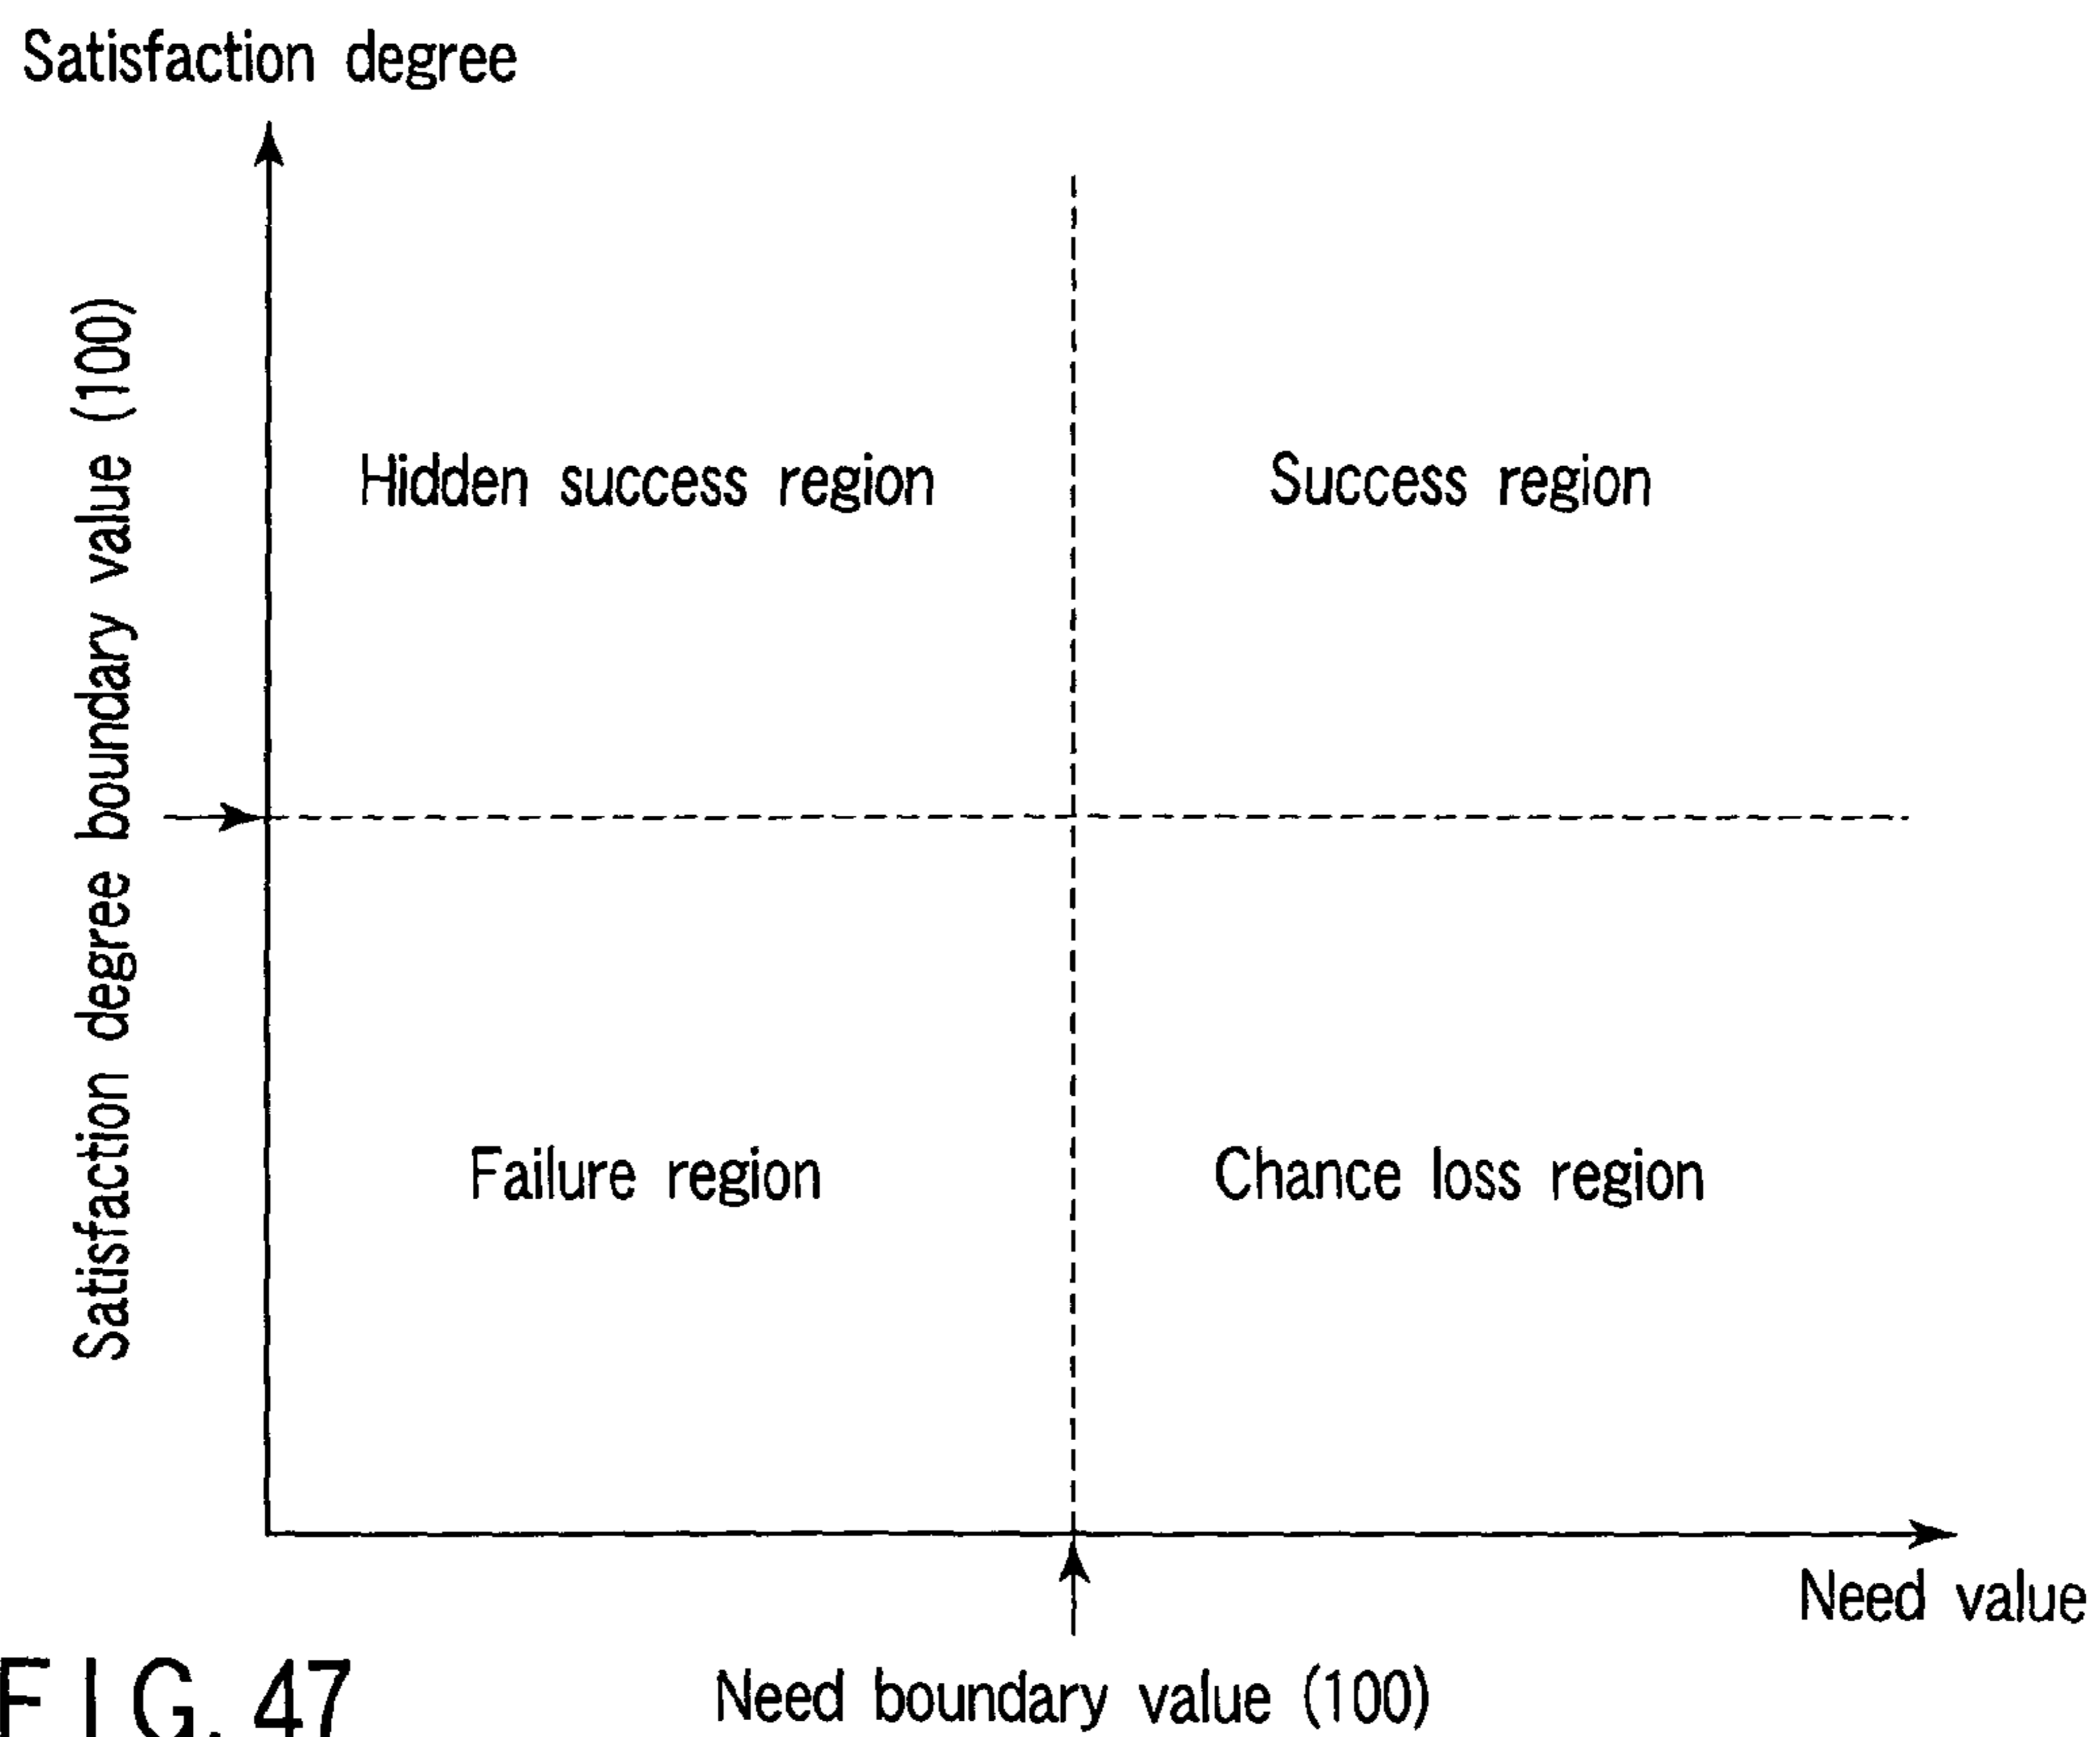 Satisfaction degree
Satisfaction degree boundary value (100)
Hidden success region
Success region
Failure region
Chance loss region
Need value
Need boundary value (100)
FIG. 47